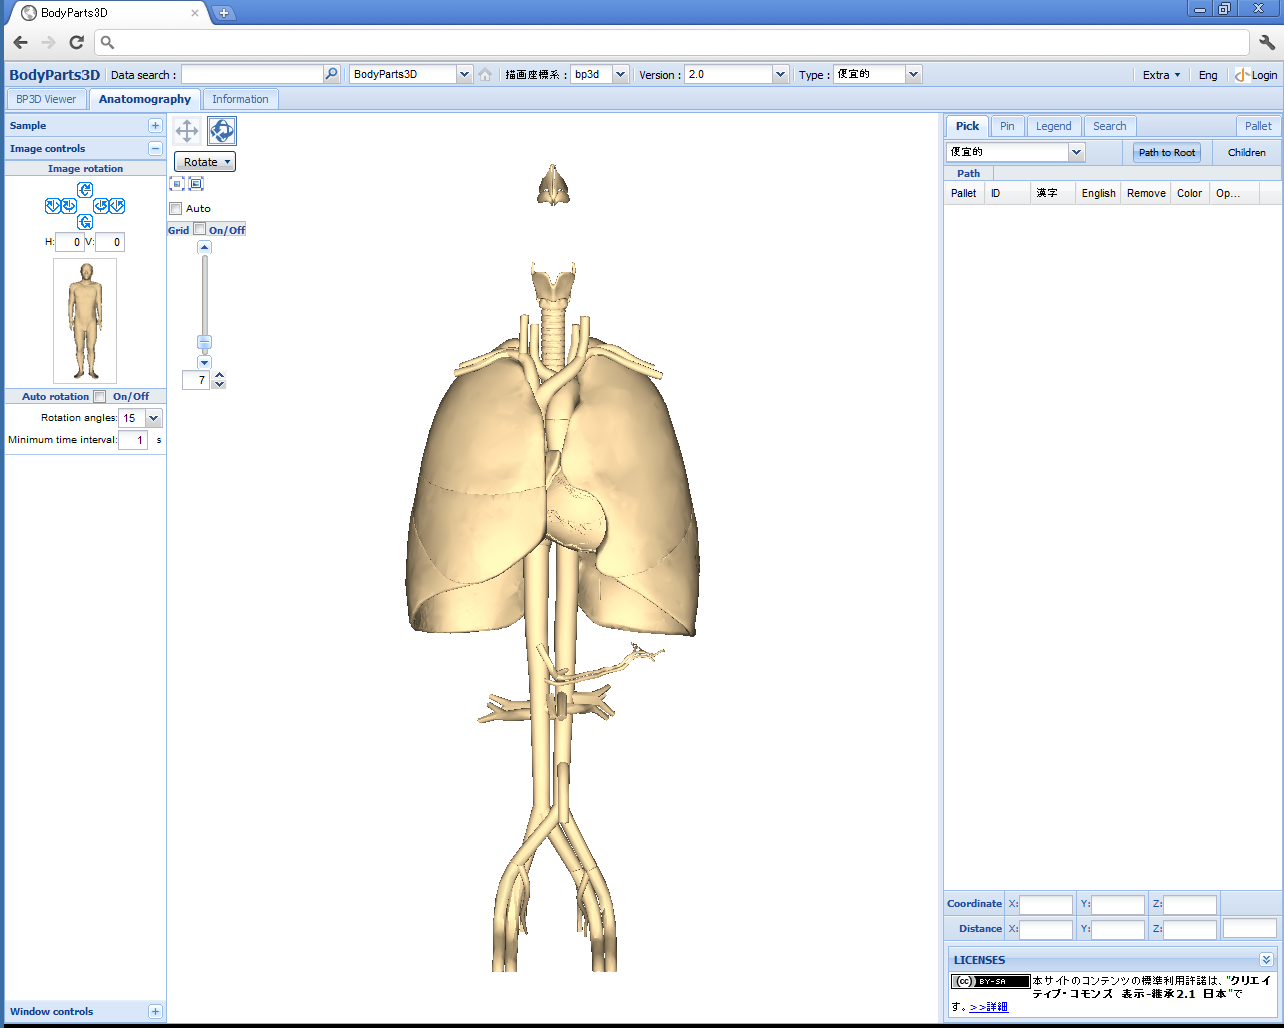 BodyParts3D
BodyParts3D Data search : BodyParts3D 描画座標系 : bp3d Version : 2.0 Type : 便宜的 Extra Eng Login
BP3D Viewer Anatomography Information
Sample
Image controls
Image rotation
H: 0 V: 0
Auto rotation On/Off
Rotation angles: 15
Minimum time interval: 1 s
Window controls
Rotate
Auto
Grid On/Off
7
Pick Pin Legend Search Pallet
便宜的 Path to Root Children
Path
Pallet ID 漢字 English Remove Color Op...
Coordinate X: Y: Z:
Distance X: Y: Z:
LICENSES
(cc) BY-SA 本サイトのコンテンツの標準利用許諾は、"クリエイ
ティブ・コモンズ 表示-継承2.1 日本"で
す。 >>詳細